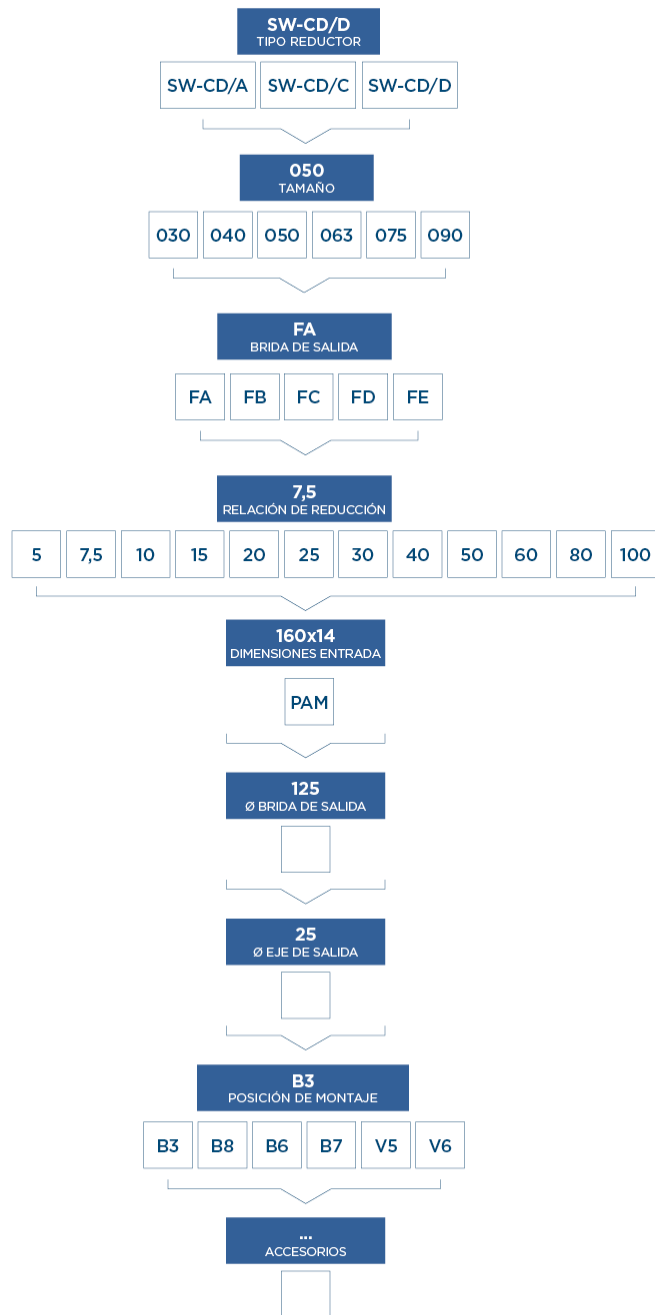 SW-CD/D
TIPO REDUCTOR
SW-CD/A SW-CD/C SW-CD/D
050
TAMAÑO
030 040 050 063 075 090
FA
BRIDA DE SALIDA
FA FB FC FD FE
7,5
RELACIÓN DE REDUCCIÓN
5 7,5 10 15 20 25 30 40 50 60 80 100
160x14
DIMENSIONES ENTRADA
PAM
125
Ø BRIDA DE SALIDA
25
Ø EJE DE SALIDA
B3
POSICIÓN DE MONTAJE
B3 B8 B6 B7 V5 V6
...
ACCESORIOS